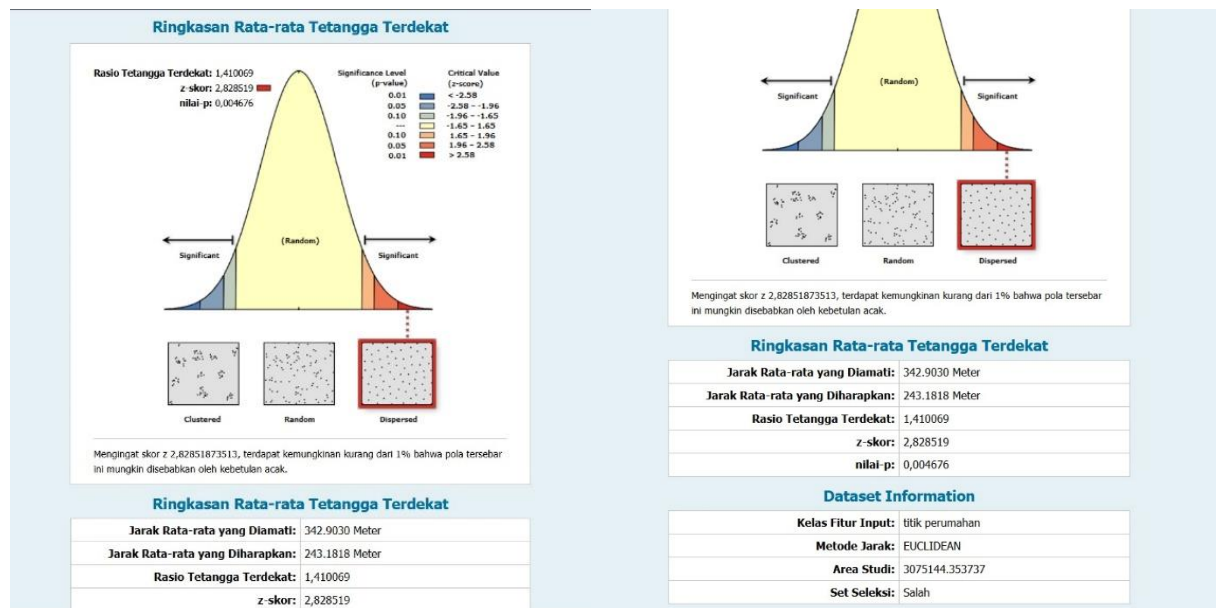 Ringkasan Rata-rata Tetangga Terdekat
Rasio Tetangga Terdekat: 1,410069
z-skor: 2,828519
nilai-p: 0,004676
Significance Level (p-value)
Critical Value (z-score)
0.01 < -2.58
0.05 -2.58 - -1.96
0.10 -1.96 - -1.65
--- -1.65 - 1.65
0.10 1.65 - 1.96
0.05 1.96 - 2.58
0.01 > 2.58
(Random)
Significant
Significant
Clustered
Random
Dispersed
Mengingat skor z 2,82851873513, terdapat kemungkinan kurang dari 1% bahwa pola tersebar
ini mungkin disebabkan oleh kebetulan acak.
Ringkasan Rata-rata Tetangga Terdekat
Jarak Rata-rata yang Diamati: 342.9030 Meter
Jarak Rata-rata yang Diharapkan: 243.1818 Meter
Rasio Tetangga Terdekat: 1,410069
z-skor: 2,828519
(Random)
Significant
Significant
Clustered
Random
Dispersed
Mengingat skor z 2,82851873513, terdapat kemungkinan kurang dari 1% bahwa pola tersebar
ini mungkin disebabkan oleh kebetulan acak.
Ringkasan Rata-rata Tetangga Terdekat
Jarak Rata-rata yang Diamati: 342.9030 Meter
Jarak Rata-rata yang Diharapkan: 243.1818 Meter
Rasio Tetangga Terdekat: 1,410069
z-skor: 2,828519
nilai-p: 0,004676
Dataset Information
Kelas Fitur Input: titik perumahan
Metode Jarak: EUCLIDEAN
Area Studi: 3075144.353737
Set Seleksi: Salah